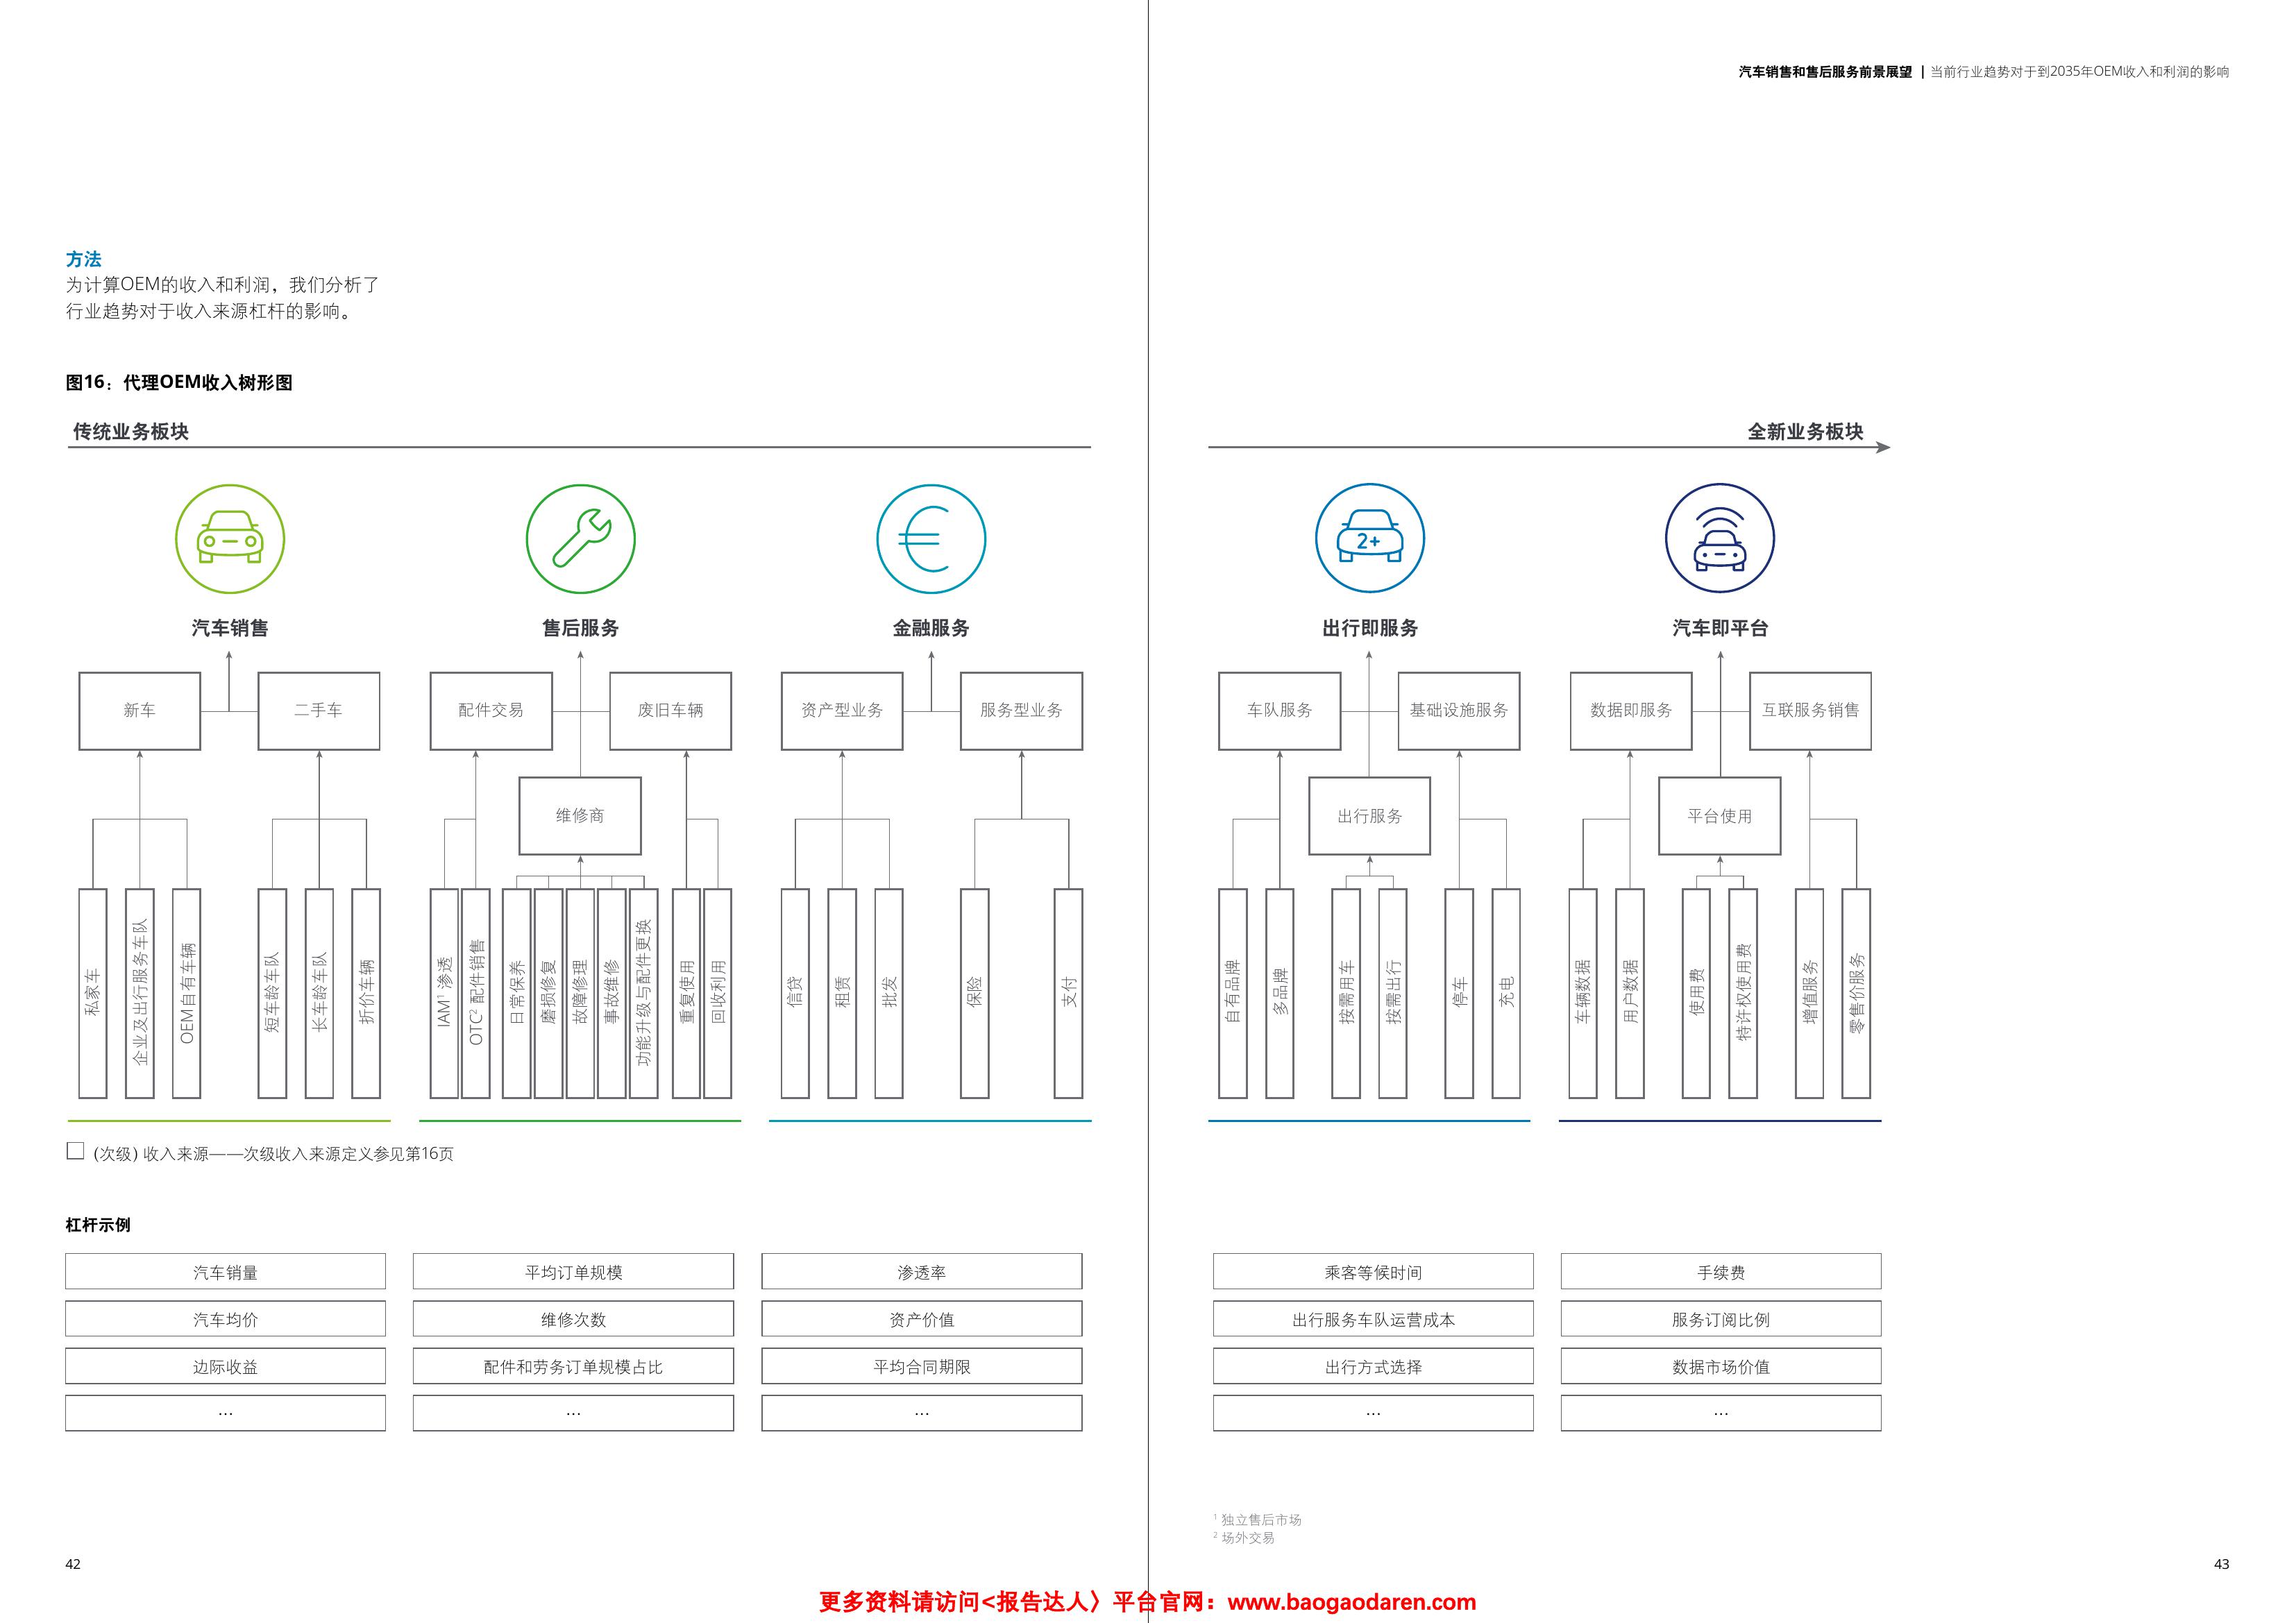 汽车销售和售后服务前景展望 | 当前行业趋势对于到2035年OEM收入和利润的影响
方法
为计算OEM的收入和利润，我们分析了
行业趋势对于收入来源杠杆的影响。
图16：代理OEM收入树形图
传统业务板块
全新业务板块
2+
汽车销售
售后服务
金融服务
出行即服务
汽车即平台
新车
二手车
配件交易
废旧车辆
资产型业务
服务型业务
车队服务
基础设施服务
数据即服务
互联服务销售
维修商
出行服务
平台使用
私家车
企业及出行服务车队
OEM自有车辆
短车龄车队
长车龄车队
折价车辆
IAM¹ 渗透
OTC² 配件销售
日常保养
磨损修复
故障修理
事故维修
功能升级与配件更换
重复使用
回收利用
信贷
租赁
批发
保险
支付
自有品牌
多品牌
按需用车
按需出行
停车
充电
车辆数据
用户数据
使用费
特许权使用费
增值服务
零售价服务
(次级) 收入来源——次级收入来源定义参见第16页
杠杆示例
汽车销量
平均订单规模
渗透率
乘客等候时间
手续费
汽车均价
维修次数
资产价值
出行服务车队运营成本
服务订阅比例
边际收益
配件和劳务订单规模占比
平均合同期限
出行方式选择
数据市场价值
...
...
...
...
...
¹ 独立售后市场
² 场外交易
42
43
更多资料请访问<报告达人〉平台官网：www.baogaodaren.com